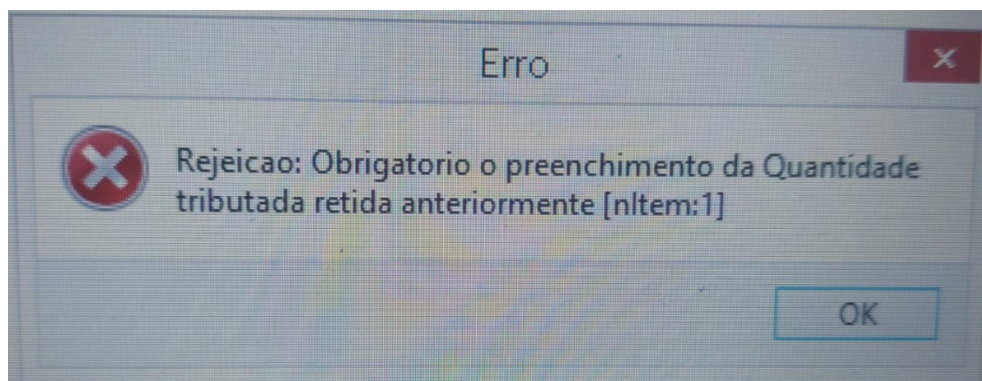 Erro
Rejeicao: Obrigatorio o preenchimento da Quantidade
tributada retida anteriormente [nItem:1]
OK